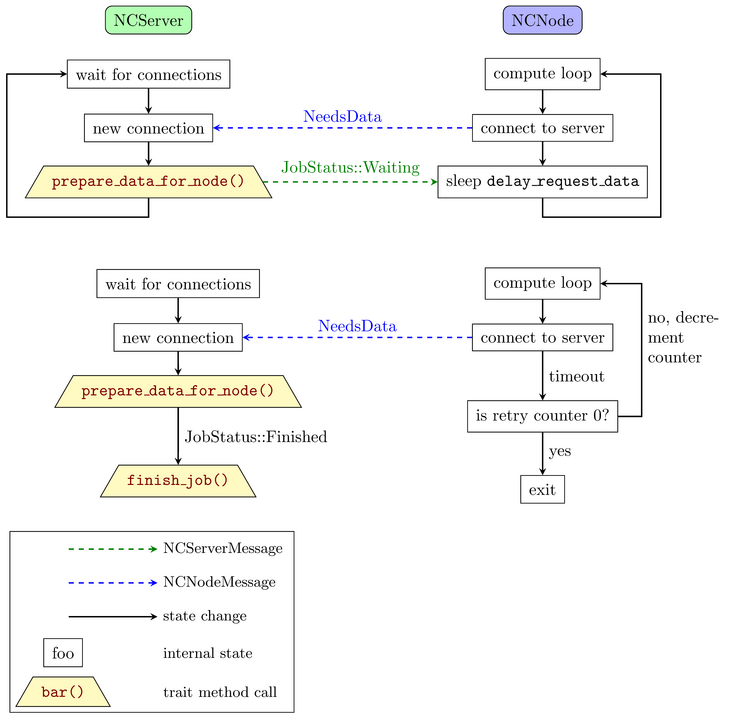 NCServer
NCNode
wait for connections
compute loop
new connection
NeedsData
connect to server
prepare_data_for_node()
JobStatus::Waiting
sleep delay_request_data
wait for connections
compute loop
new connection
NeedsData
connect to server
no, decre-
ment
counter
prepare_data_for_node()
timeout
is retry counter 0?
JobStatus::Finished
yes
finish_job()
exit
NCServerMessage
NCNodeMessage
state change
foo
internal state
bar()
trait method call